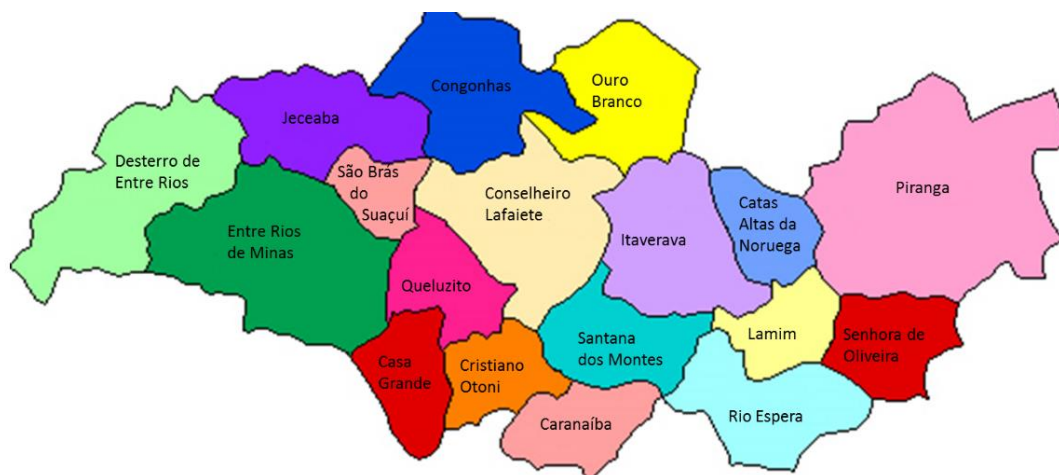 Congonhas
Ouro
Branco
Jeceaba
Desterro de
Entre Rios
São Brás
do
Suaçuí
Conselheiro
Lafaiete
Catas
Altas da
Noruega
Piranga
Entre Rios
de Minas
Itaverava
Queluzito
Santana
dos Montes
Lamim
Senhora de
Oliveira
Casa
Grande
Cristiano
Otoni
Caranaíba
Rio Espera